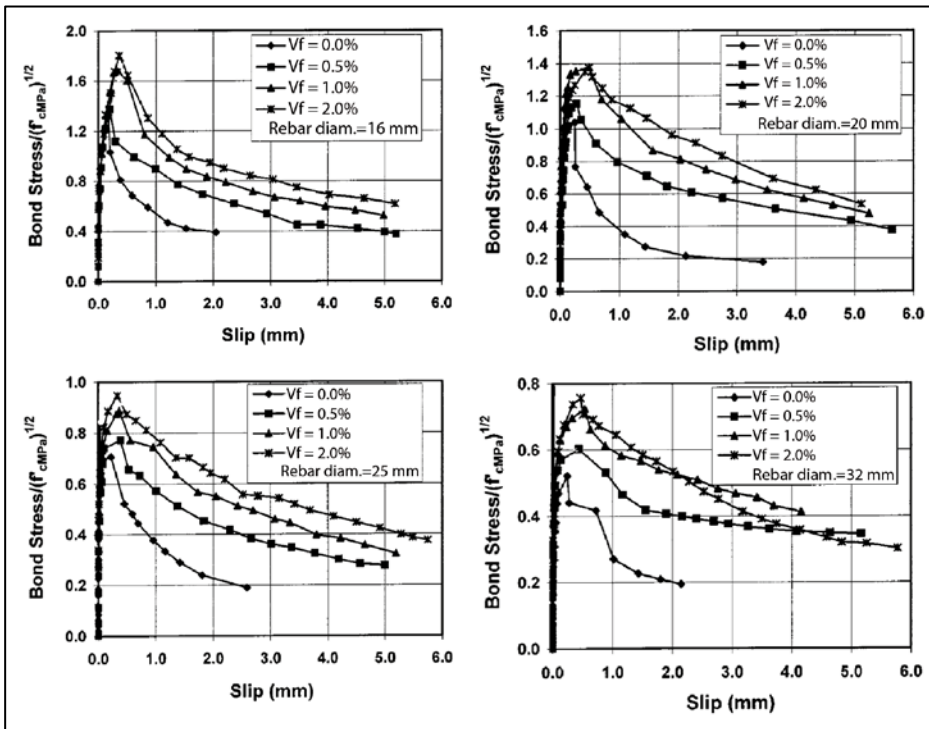 2.0
1.6
1.2
0.8
0.4
0.0
Bond Stress/(f'cMPa)1/2
Vf = 0.0%
Vf = 0.5%
Vf = 1.0%
Vf = 2.0%
Rebar diam.=16 mm
0.0 1.0 2.0 3.0 4.0 5.0 6.0
Slip (mm)
1.6
1.4
1.2
1.0
0.8
0.6
0.4
0.2
0.0
Bond Stress/(f'cMPa)1/2
Vf = 0.0%
Vf = 0.5%
Vf = 1.0%
Vf = 2.0%
Rebar diam.=20 mm
0.0 1.0 2.0 3.0 4.0 5.0 6.0
Slip (mm)
1.0
0.8
0.6
0.4
0.2
0.0
Bond Stress/(f'cMPa)1/2
Vf = 0.0%
Vf = 0.5%
Vf = 1.0%
Vf = 2.0%
Rebar diam.=25 mm
0.0 1.0 2.0 3.0 4.0 5.0 6.0
Slip (mm)
0.8
0.6
0.4
0.2
0.0
Bond Stress/(f'cMPa)1/2
Vf = 0.0%
Vf = 0.5%
Vf = 1.0%
Vf = 2.0%
Rebar diam.=32 mm
0.0 1.0 2.0 3.0 4.0 5.0 6.0
Slip (mm)